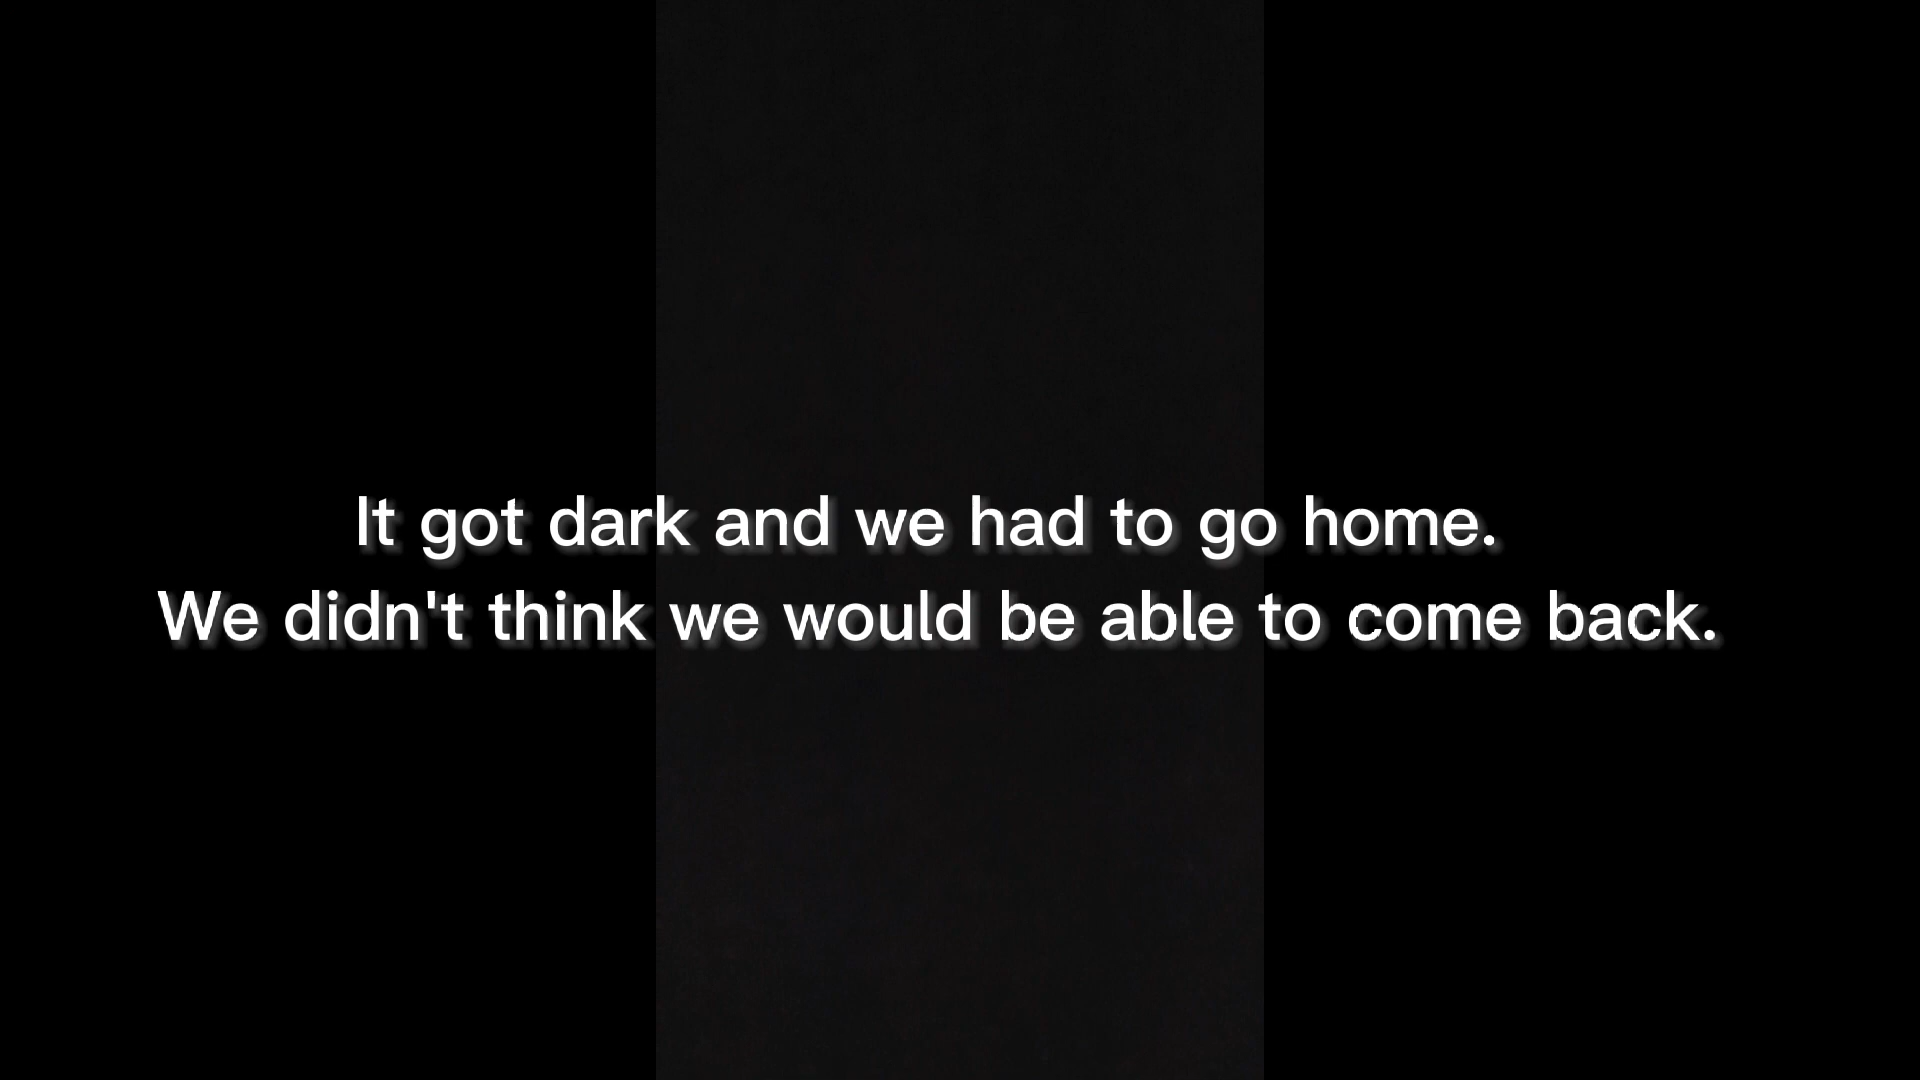 It got dark and we had to go home.
We didn't think we would be able to come back.